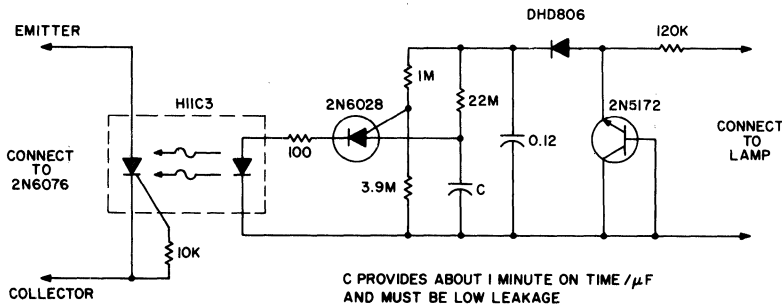 DHD806
EMITTER
120K
1M
H11C3
2N6028
22M
2N5172
CONNECT
TO
2N6076
100
0.12
CONNECT
TO
LAMP
3.9M
C
10K
COLLECTOR
C PROVIDES ABOUT 1 MINUTE ON TIME/μF
AND MUST BE LOW LEAKAGE